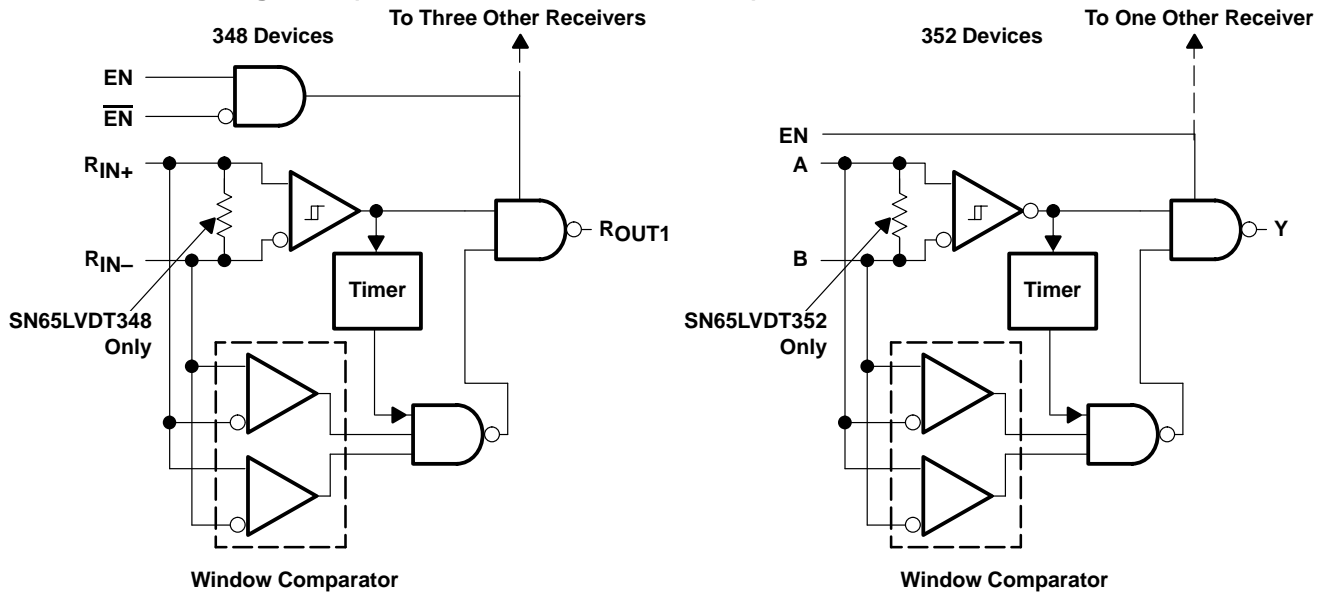 To Three Other Receivers
348 Devices
EN
E̅N̅
RIN+
RIN–
SN65LVDT348
Only
Timer
ROUT1
Window Comparator
To One Other Receiver
352 Devices
EN
A
B
SN65LVDT352
Only
Timer
Y
Window Comparator